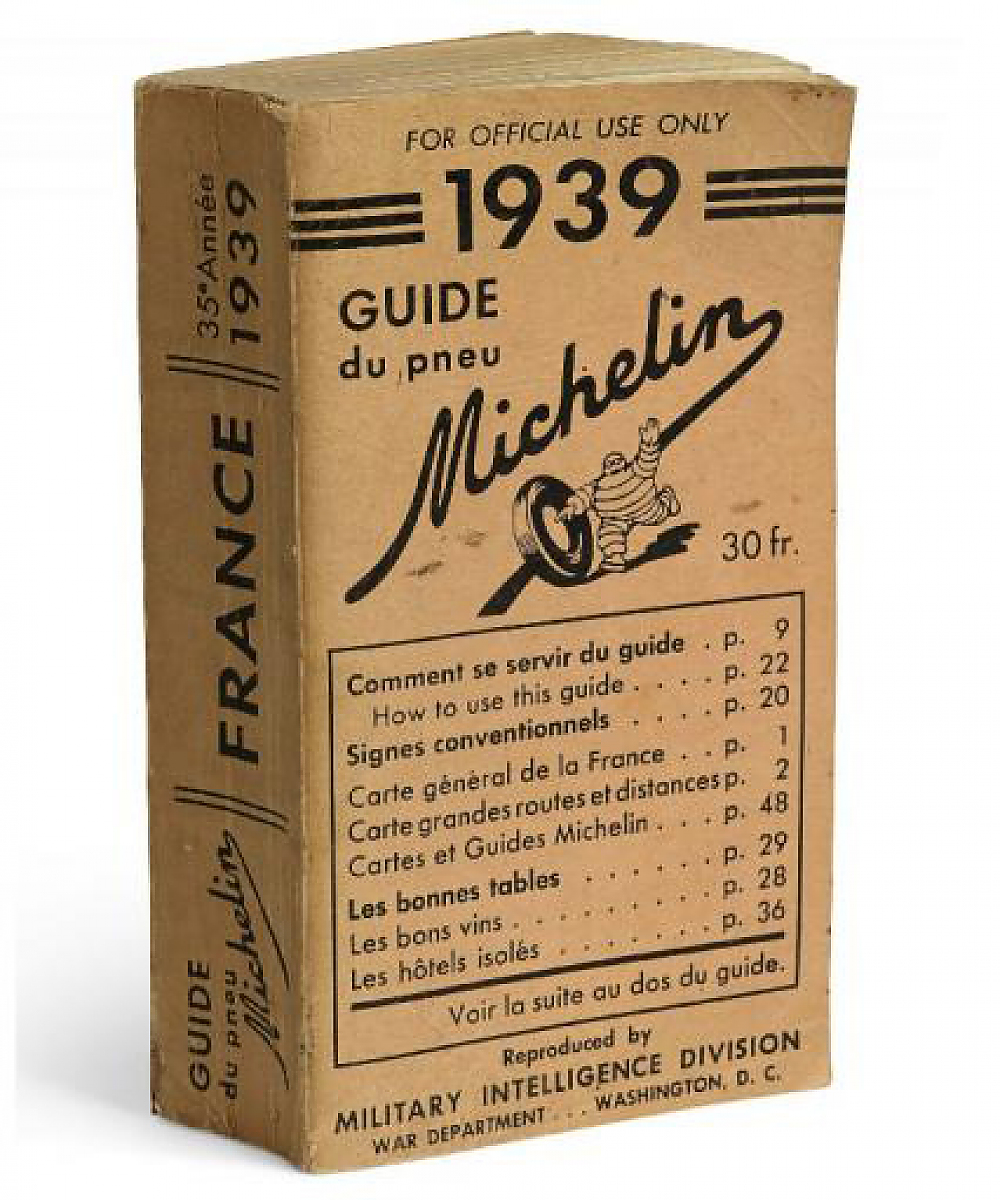 FOR OFFICIAL USE ONLY
1939
GUIDE
du pneu
Michelin
30 fr.
Comment se servir du guide . p. 9
How to use this guide . . . . p. 22
Signes conventionnels . . . . p. 20
Carte général de la France . . p. 1
Carte grandes routes et distances p. 2
Cartes et Guides Michelin . . . p. 48
Les bonnes tables . . . . . . p. 29
Les bons vins . . . . . . . . . p. 28
Les hôtels isolés . . . . . . . p. 36
Voir la suite au dos du guide.
Reproduced by
MILITARY INTELLIGENCE DIVISION
WAR DEPARTMENT . . . WASHINGTON, D. C.
35e Année
1939
FRANCE
GUIDE
du pneu
Michelin